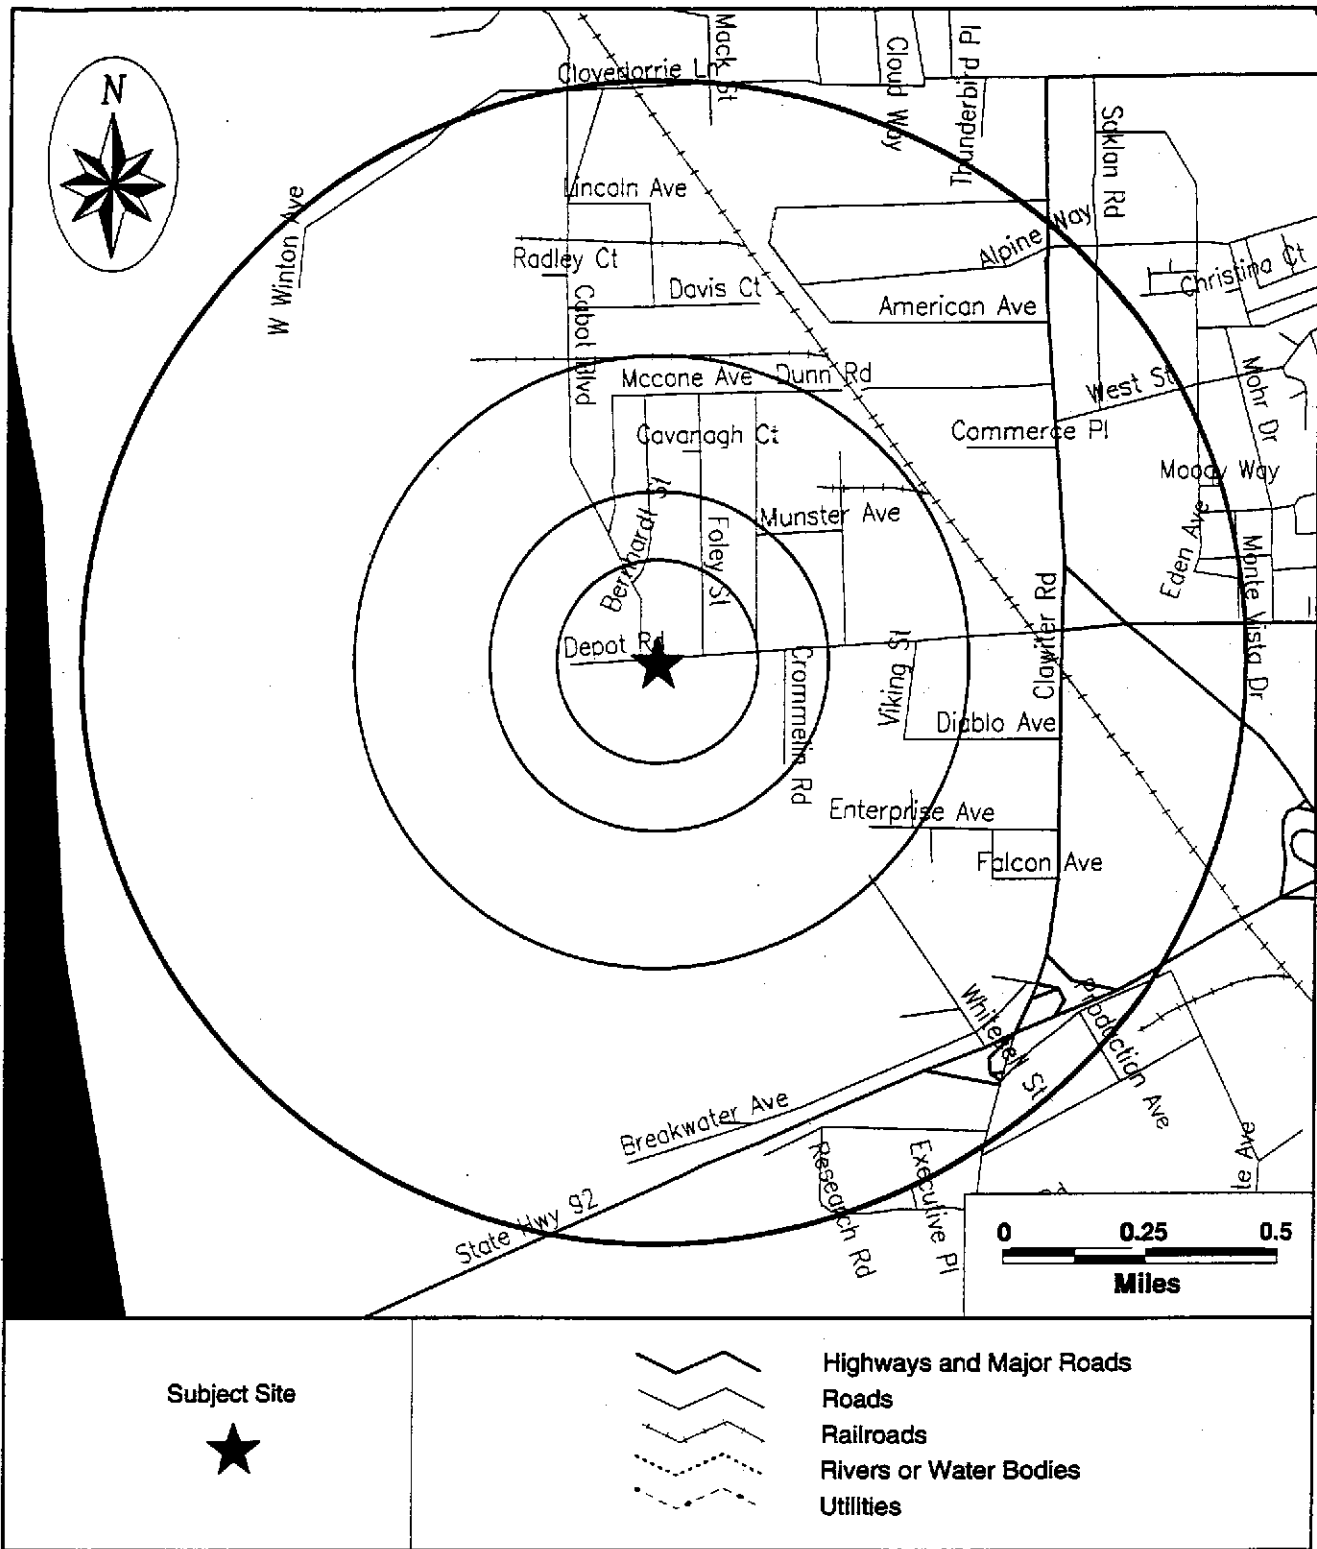 N
Mack St
Cloud Way
Thunderbird Pl
Saklan Rd
W Winton Ave
Lincoln Ave
Radley Ct
Davis Ct
Cabot Blvd
Alpine Way
American Ave
Christina Ct
Mccone Ave
Dunn Rd
West St
Mohr Dr
Cavanagh Ct
Commerce Pl
Moody Way
Bernhardt St
Foley St
Munster Ave
Eden Ave
Monte Vista Dr
Depot Rd
Crommelin Rd
Viking St
Clawiter Rd
Diablo Ave
Enterprise Ave
Falcon Ave
Whitesell St
Production Ave
Breakwater Ave
State Hwy 92
Research Rd
Executive Pl
te Ave
0 0.25 0.5
Miles
Subject Site
Highways and Major Roads
Roads
Railroads
Rivers or Water Bodies
Utilities